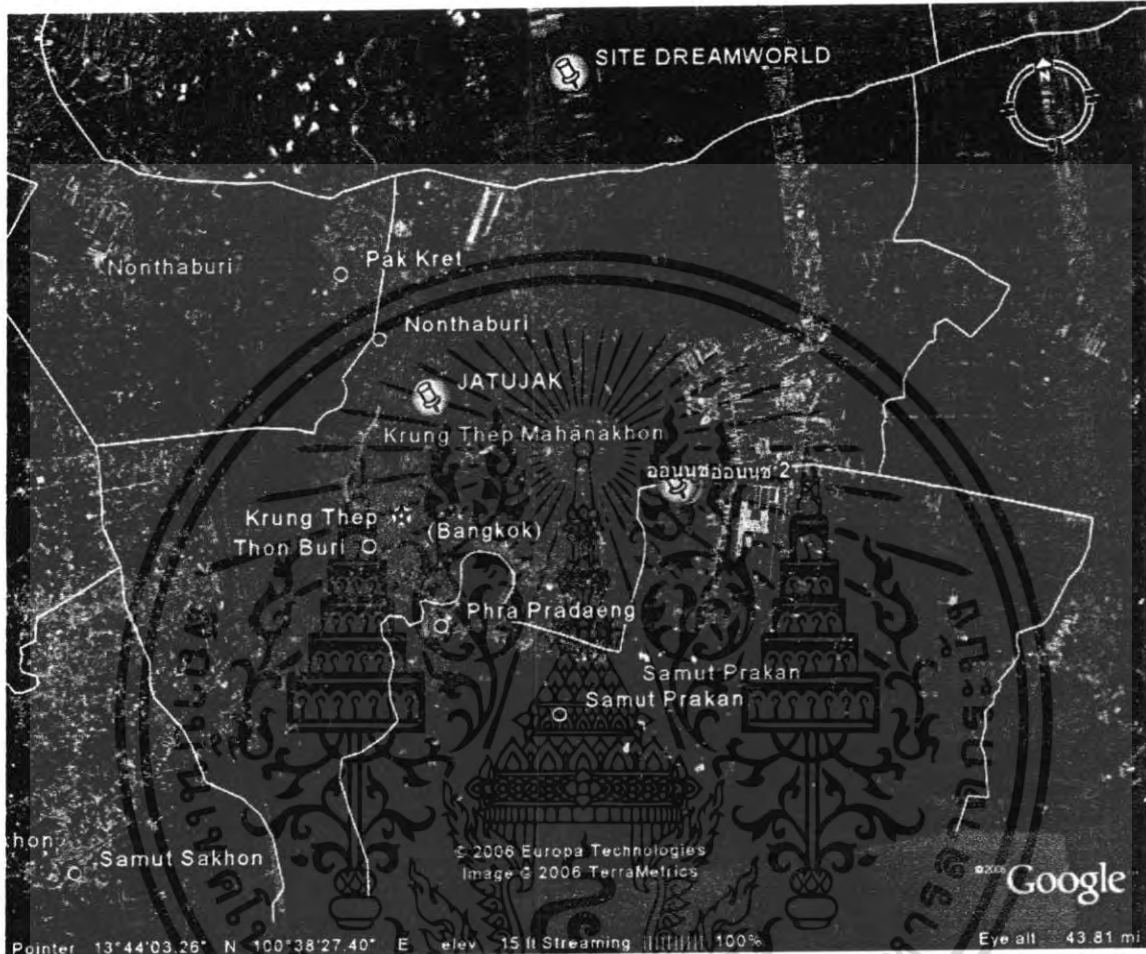 SITE DREAMWORLD
N
Nonthaburi
Pak Kret
Nonthaburi
JATUJAK
Krung Thep Mahanakhon
ออนนุชอ่อนนุช 2
Krung Thep
(Bangkok)
Thon Buri
Phra Pradaeng
Samut Prakan
Samut Prakan
khon
Samut Sakhon
© 2006 Europa Technologies
Image © 2006 TerraMetrics
©2006 Google
Pointer 13°44'03.26" N 100°38'27.40" E elev 15 ft Streaming |||||||||| 100% Eye alt 43.81 mi